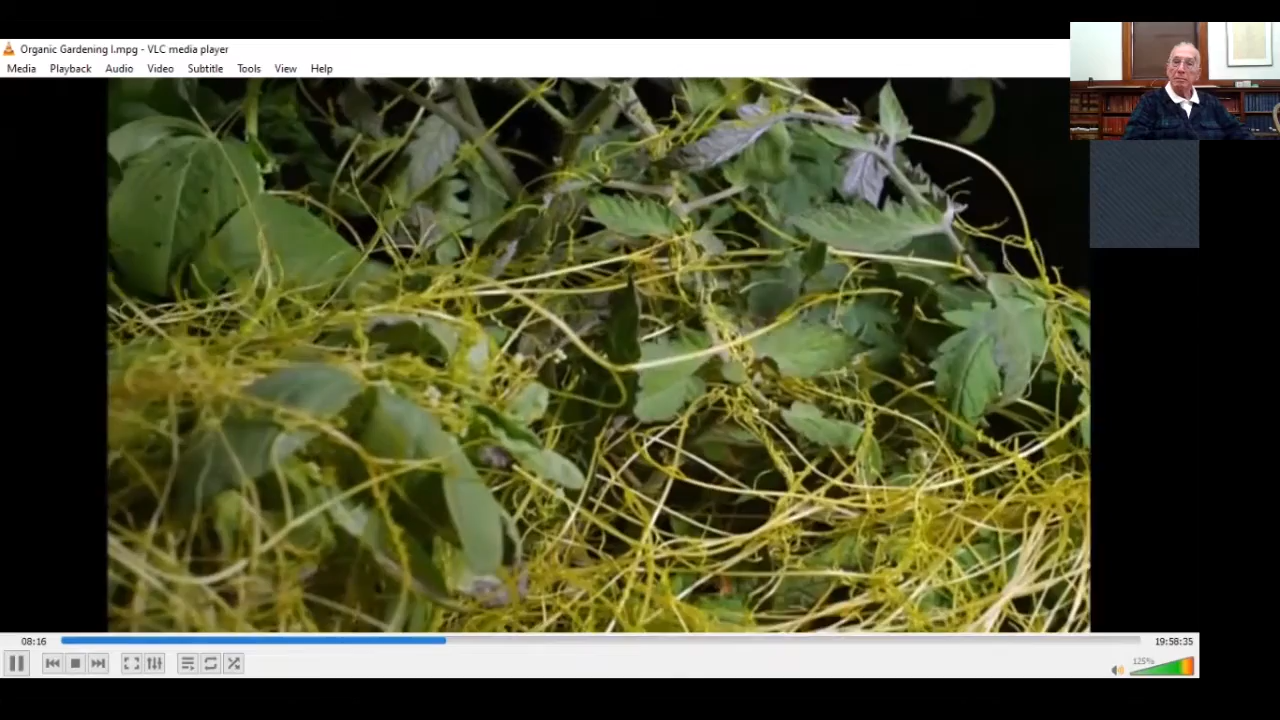 Organic Gardening I.mpg - VLC media player
Media Playback Audio Video Subtitle Tools View Help
08:16 19:58:35
125%